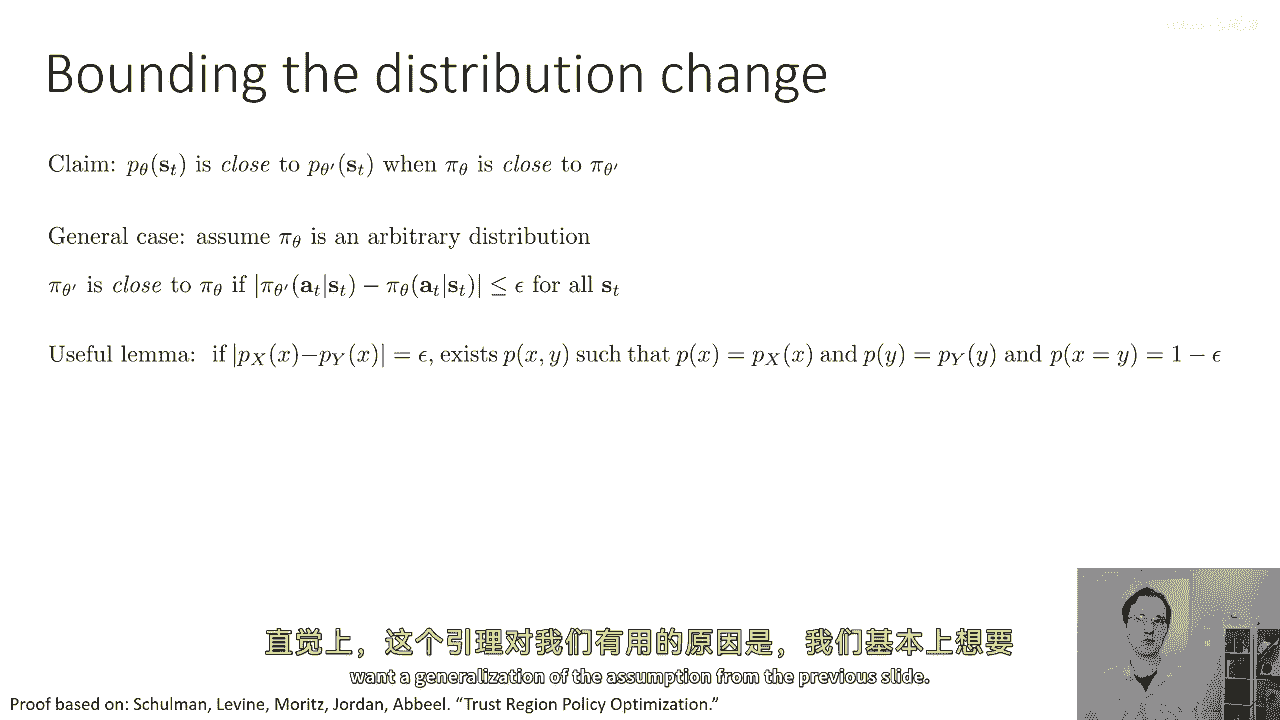 Bounding the distribution change
Claim: $p_\theta(\mathbf{s}_t)$ is close to $p_{\theta'}(\mathbf{s}_t)$ when $\pi_\theta$ is close to $\pi_{\theta'}$
General case: assume $\pi_\theta$ is an arbitrary distribution
$\pi_{\theta'}$ is close to $\pi_\theta$ if $|\pi_{\theta'}(\mathbf{a}_t|\mathbf{s}_t) - \pi_\theta(\mathbf{a}_t|\mathbf{s}_t)| \leq \epsilon$ for all $\mathbf{s}_t$
Useful lemma: if $|p_X(x) - p_Y(x)| = \epsilon$, exists $p(x, y)$ such that $p(x) = p_X(x)$ and $p(y) = p_Y(y)$ and $p(x = y) = 1 - \epsilon$
直觉上，这个引理对我们有用的原因是，我们基本上想要
want a generalization of the assumption from the previous slide.
Proof based on: Schulman, Levine, Moritz, Jordan, Abbeel. “Trust Region Policy Optimization.”